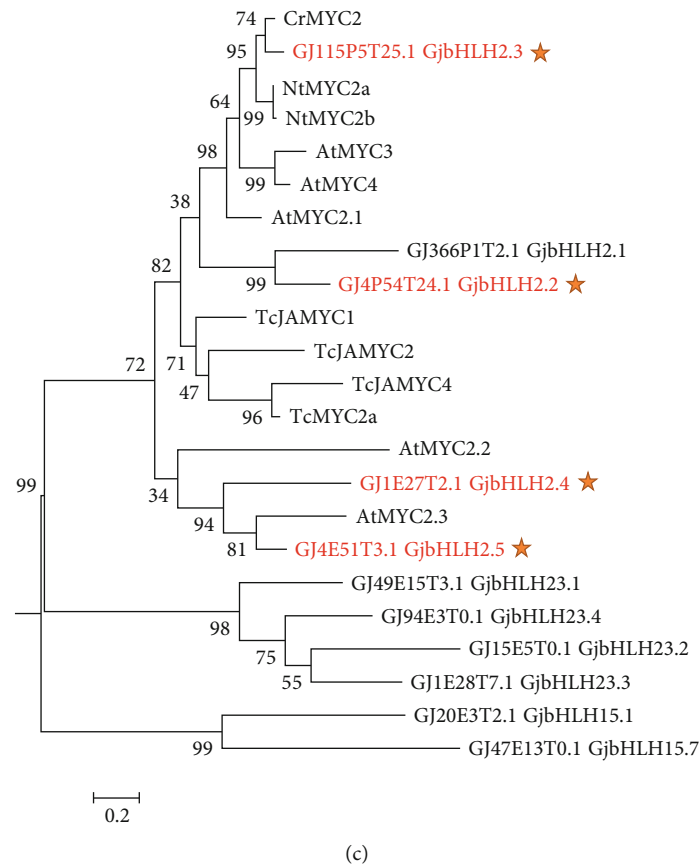 74
CrMYC2
95
GJ115P5T25.1 GjbHLH2.3
NtMYC2a
64
99
NtMYC2b
98
AtMYC3
99
AtMYC4
38
AtMYC2.1
GJ366P1T2.1 GjbHLH2.1
82
99
GJ4P54T24.1 GjbHLH2.2
TcJAMYC1
72
71
TcJAMYC2
47
TcJAMYC4
96
TcMYC2a
AtMYC2.2
99
34
GJ1E27T2.1 GjbHLH2.4
94
AtMYC2.3
81
GJ4E51T3.1 GjbHLH2.5
GJ49E15T3.1 GjbHLH23.1
98
GJ94E3T0.1 GjbHLH23.4
75
GJ15E5T0.1 GjbHLH23.2
55
GJ1E28T7.1 GjbHLH23.3
GJ20E3T2.1 GjbHLH15.1
99
GJ47E13T0.1 GjbHLH15.7
0.2
(c)